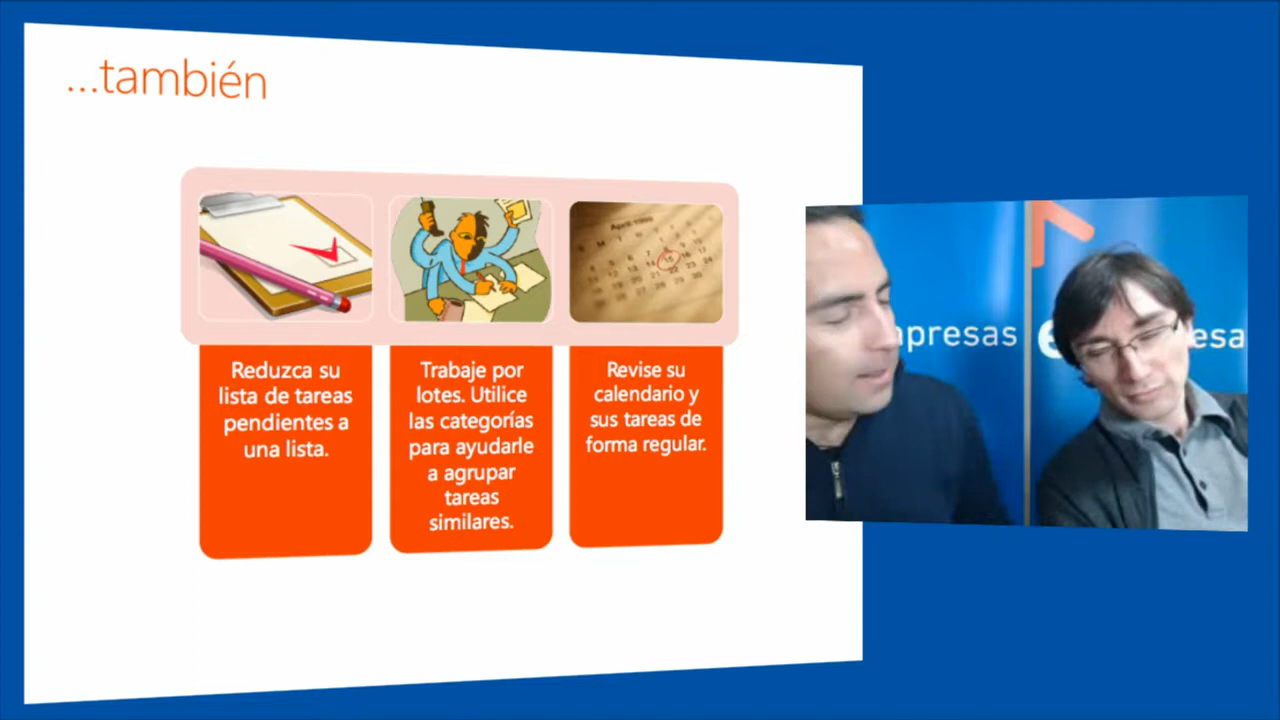 ...también
Reduzca su
lista de tareas
pendientes a
una lista.
Trabaje por
lotes. Utilice
las categorías
para ayudarle
a agrupar
tareas
similares.
Revise su
calendario y
sus tareas de
forma regular.
mpresas
e
esa